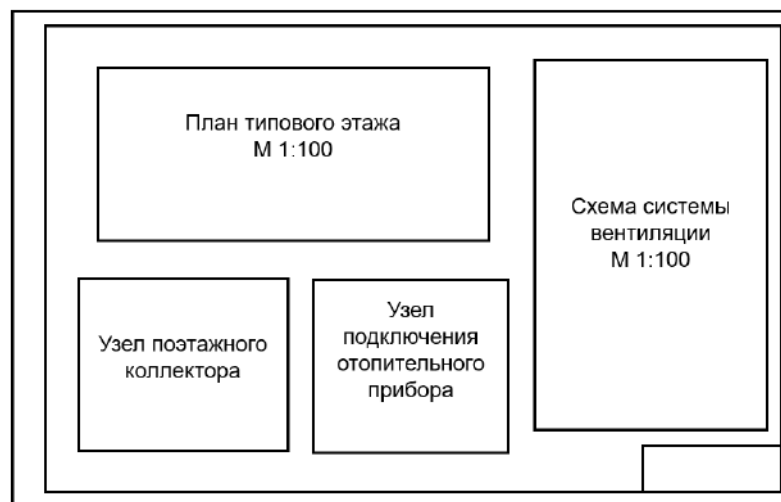 План типового этажа
М 1:100
Схема системы
вентиляции
М 1:100
Узел поэтажного
коллектора
Узел
подключения
отопительного
прибора